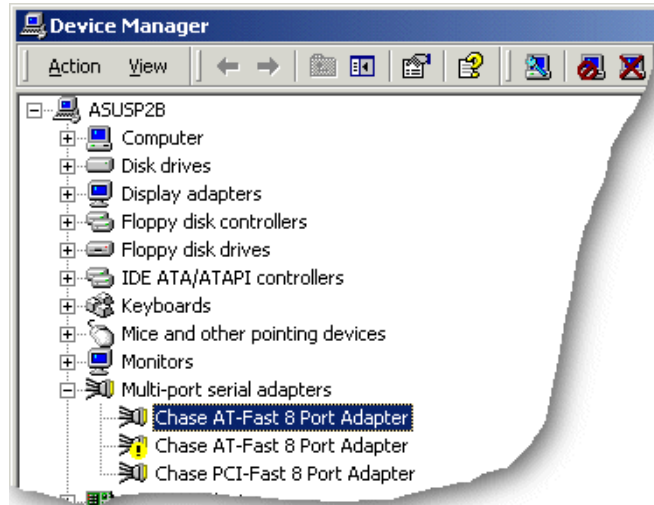 Device Manager
Action View
ASUSP2B
Computer
Disk drives
Display adapters
Floppy disk controllers
Floppy disk drives
IDE ATA/ATAPI controllers
Keyboards
Mice and other pointing devices
Monitors
Multi-port serial adapters
Chase AT-Fast 8 Port Adapter
Chase AT-Fast 8 Port Adapter
Chase PCI-Fast 8 Port Adapter